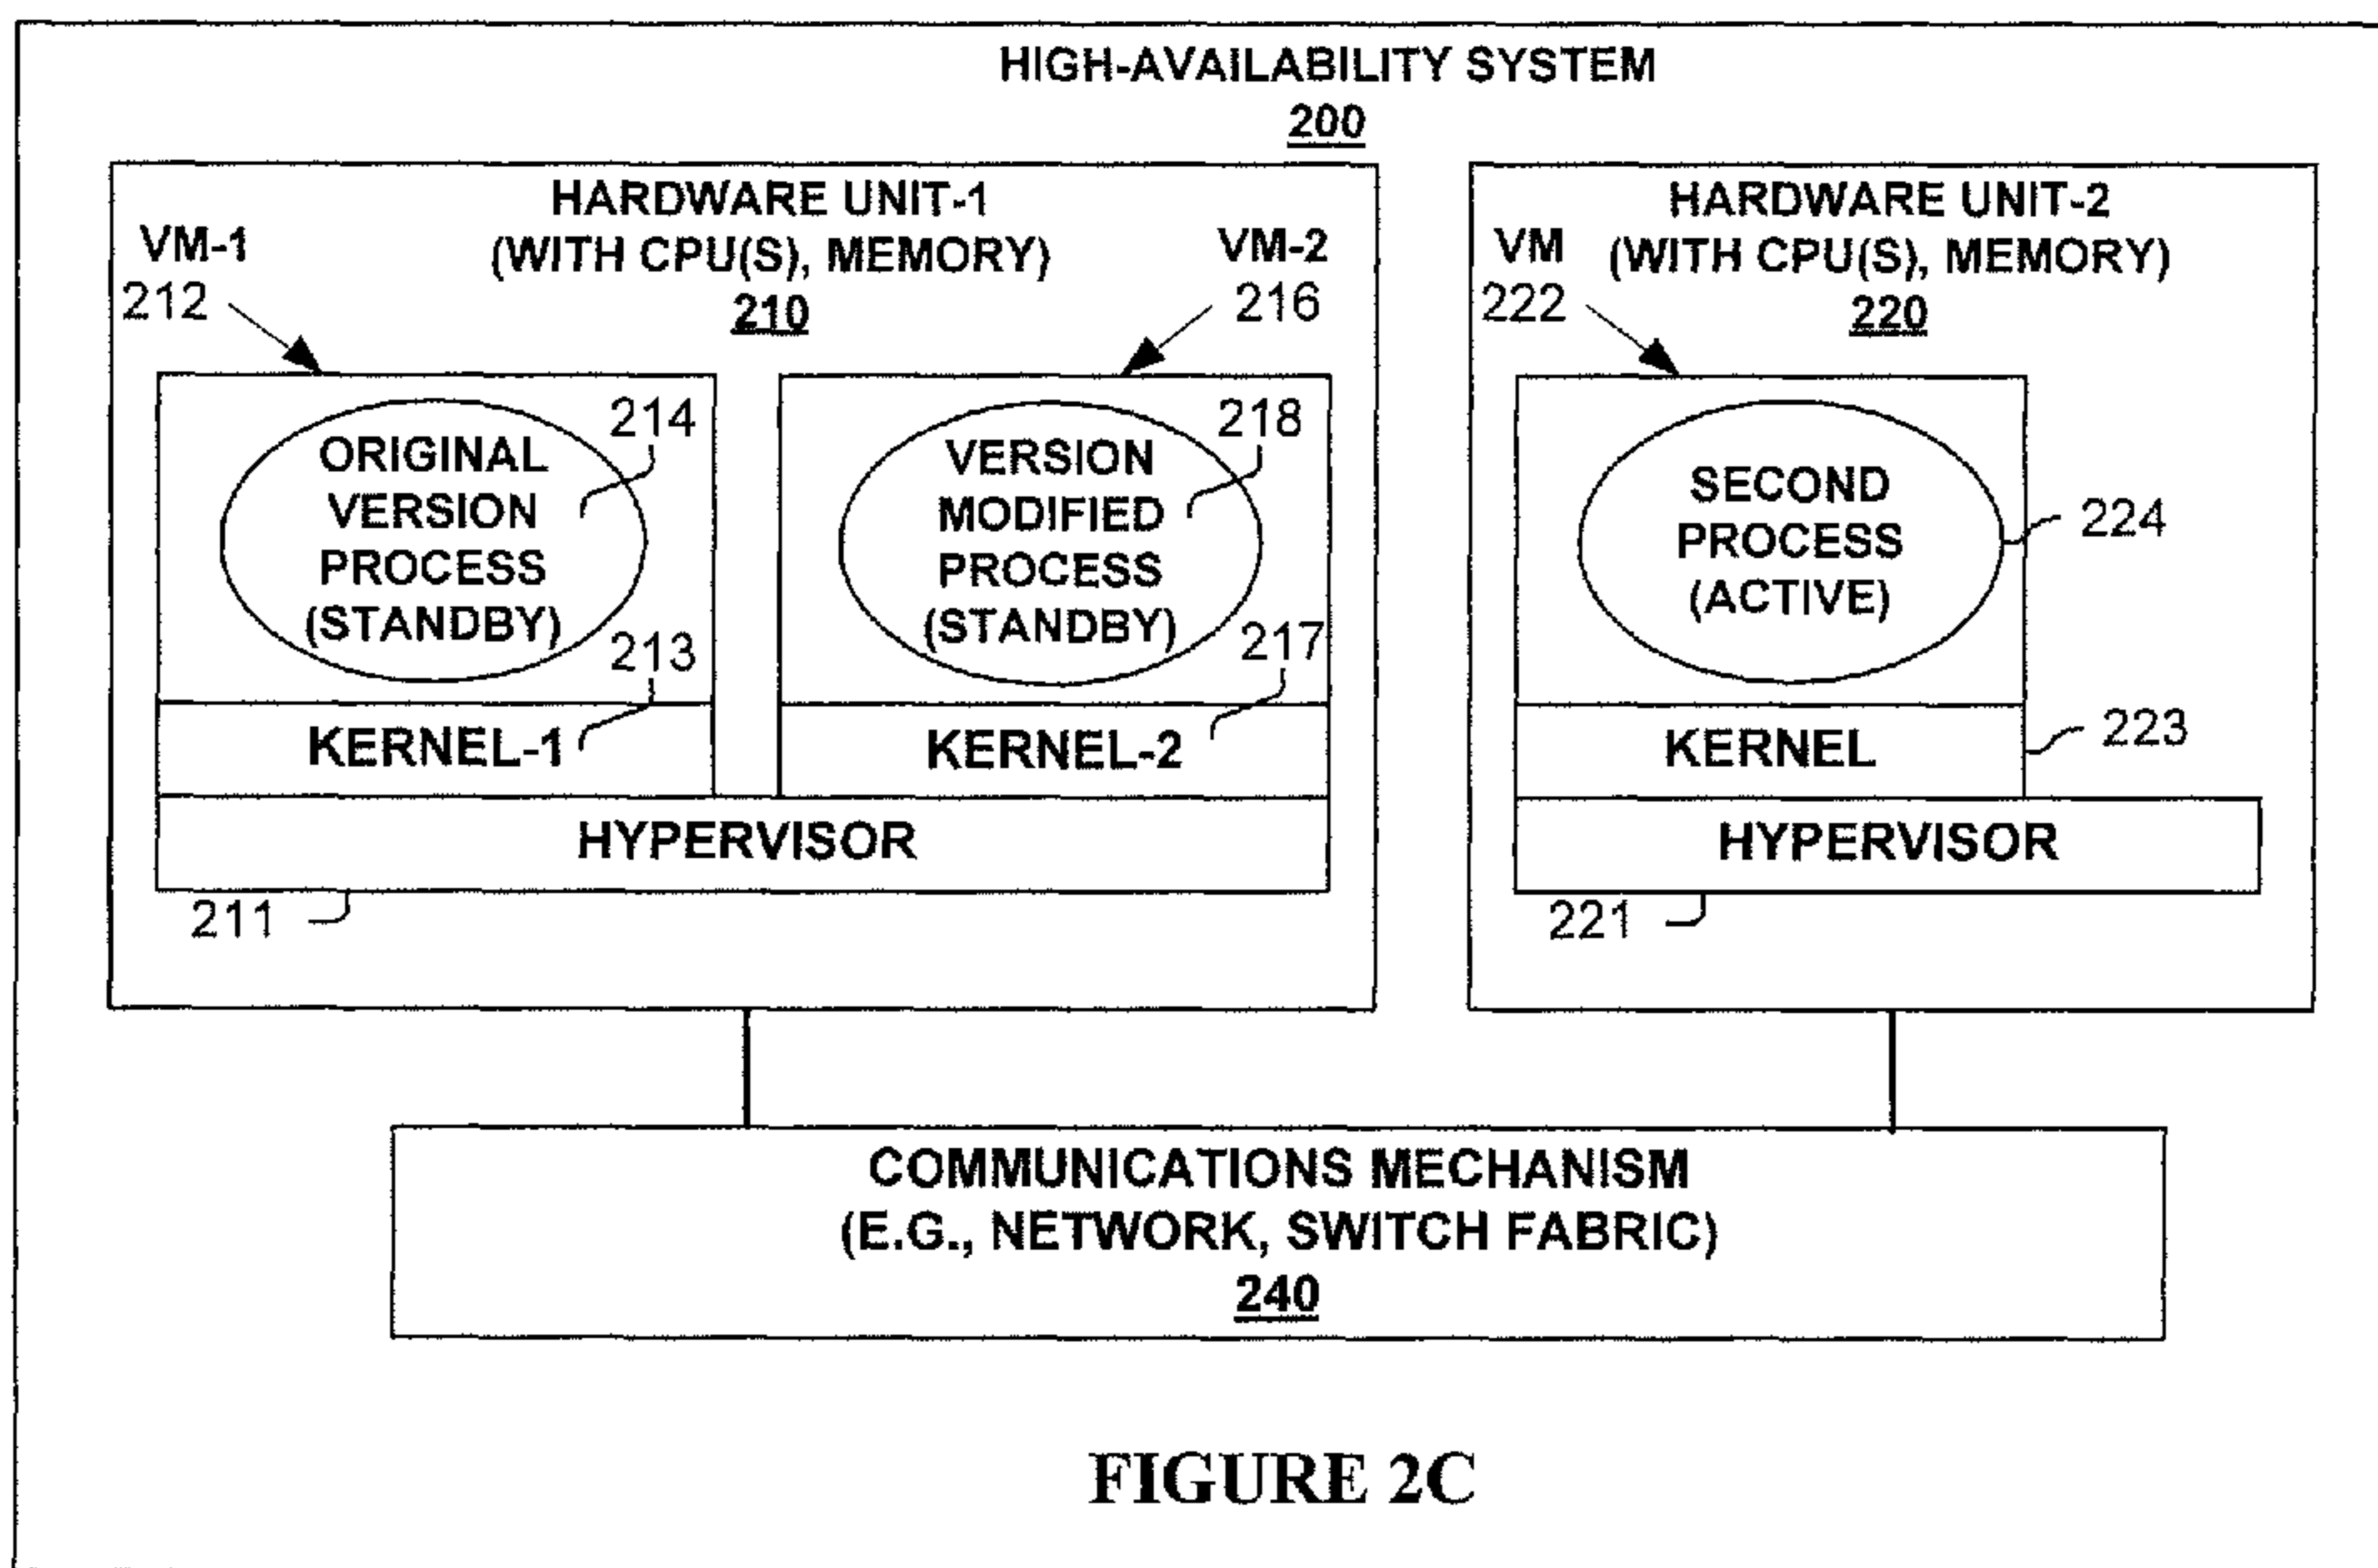 HIGH-AVAILABILITY SYSTEM
200
HARDWARE UNIT-1
(WITH CPU(S), MEMORY)
210
VM-1
212
VM-2
216
ORIGINAL
VERSION
PROCESS
(STANDBY)
214
213
KERNEL-1
VERSION
MODIFIED
PROCESS
(STANDBY)
218
217
KERNEL-2
HYPERVISOR
211
HARDWARE UNIT-2
(WITH CPU(S), MEMORY)
220
VM
222
SECOND
PROCESS
(ACTIVE)
224
KERNEL
223
HYPERVISOR
221
COMMUNICATIONS MECHANISM
(E.G., NETWORK, SWITCH FABRIC)
240
FIGURE 2C